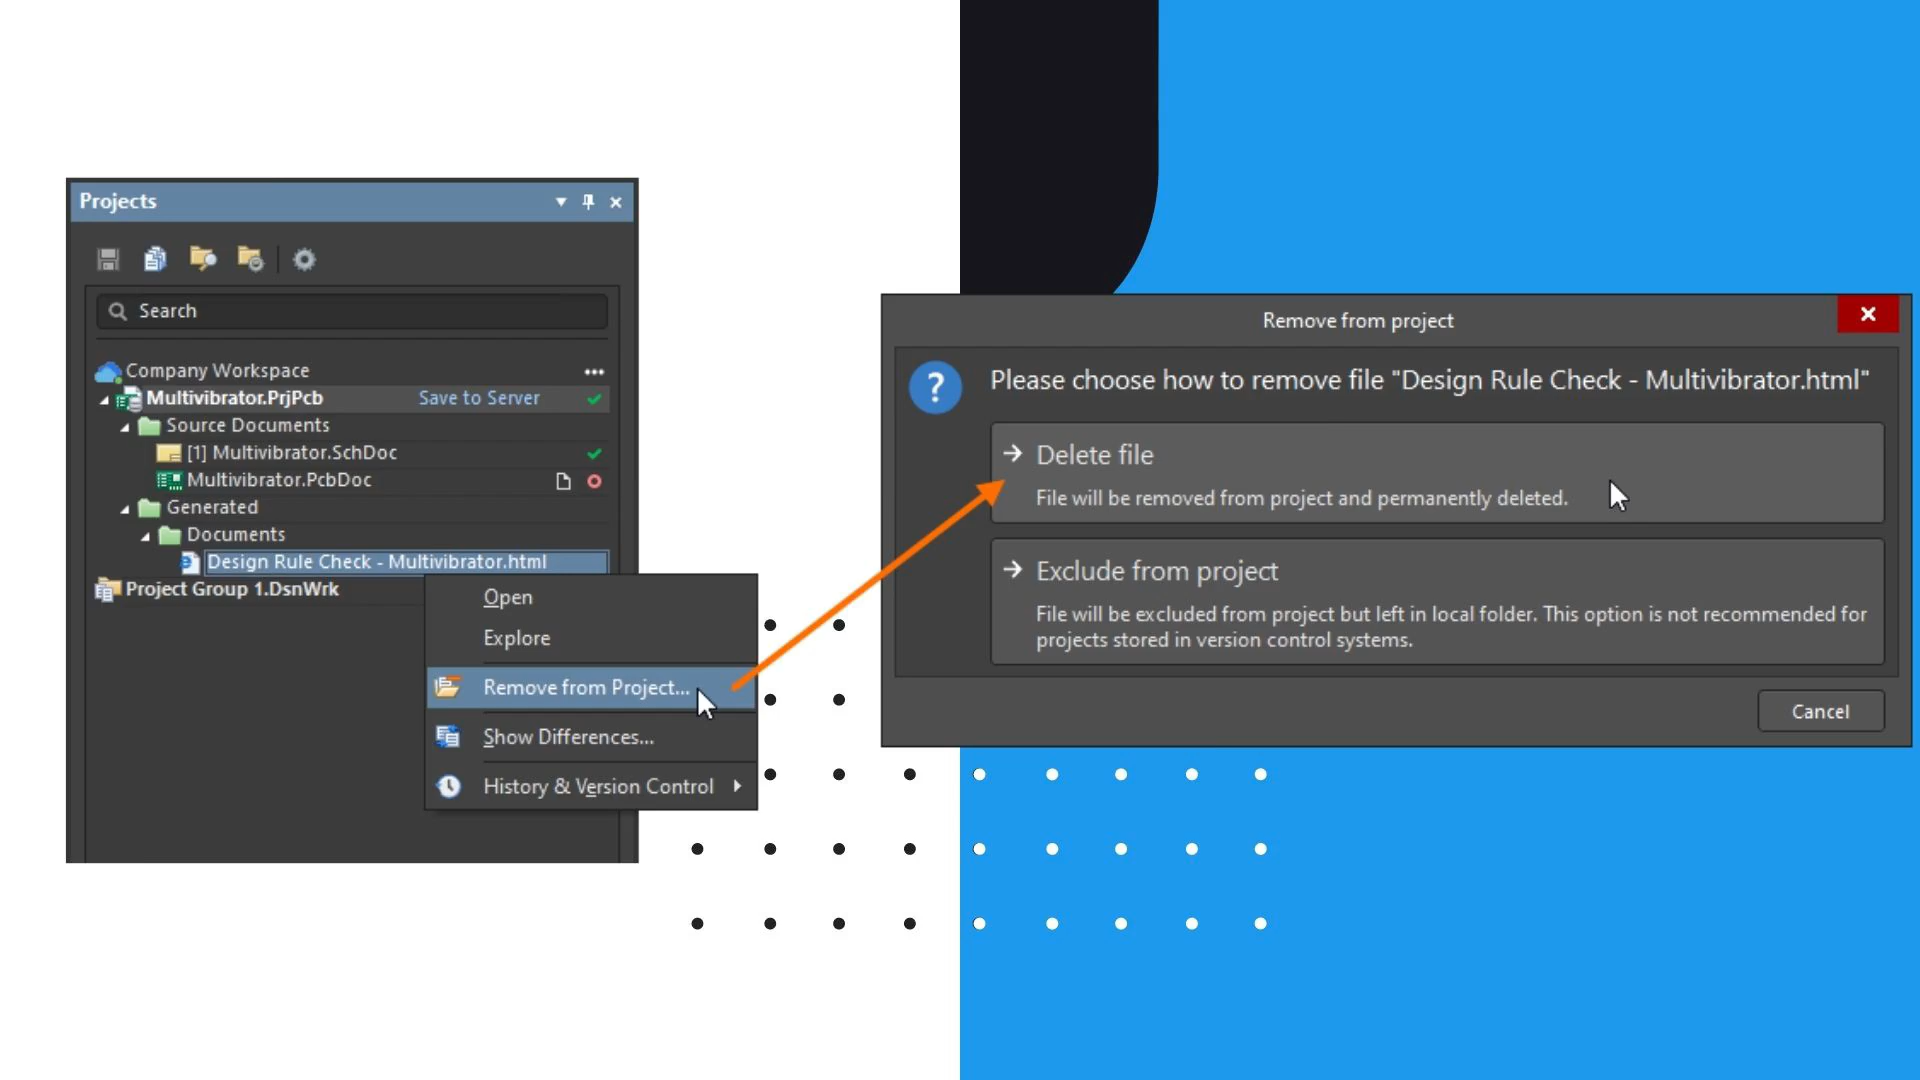 Projects
Search
Company Workspace
Multivibrator.PrjPcb Save to Server
Source Documents
[1] Multivibrator.SchDoc
Multivibrator.PcbDoc
Generated
Documents
Design Rule Check - Multivibrator.html
Project Group 1.DsnWrk
Open
Explore
Remove from Project...
Show Differences...
History & Version Control
Remove from project
Please choose how to remove file "Design Rule Check - Multivibrator.html"
Delete file
File will be removed from project and permanently deleted.
Exclude from project
File will be excluded from project but left in local folder. This option is not recommended for
projects stored in version control systems.
Cancel